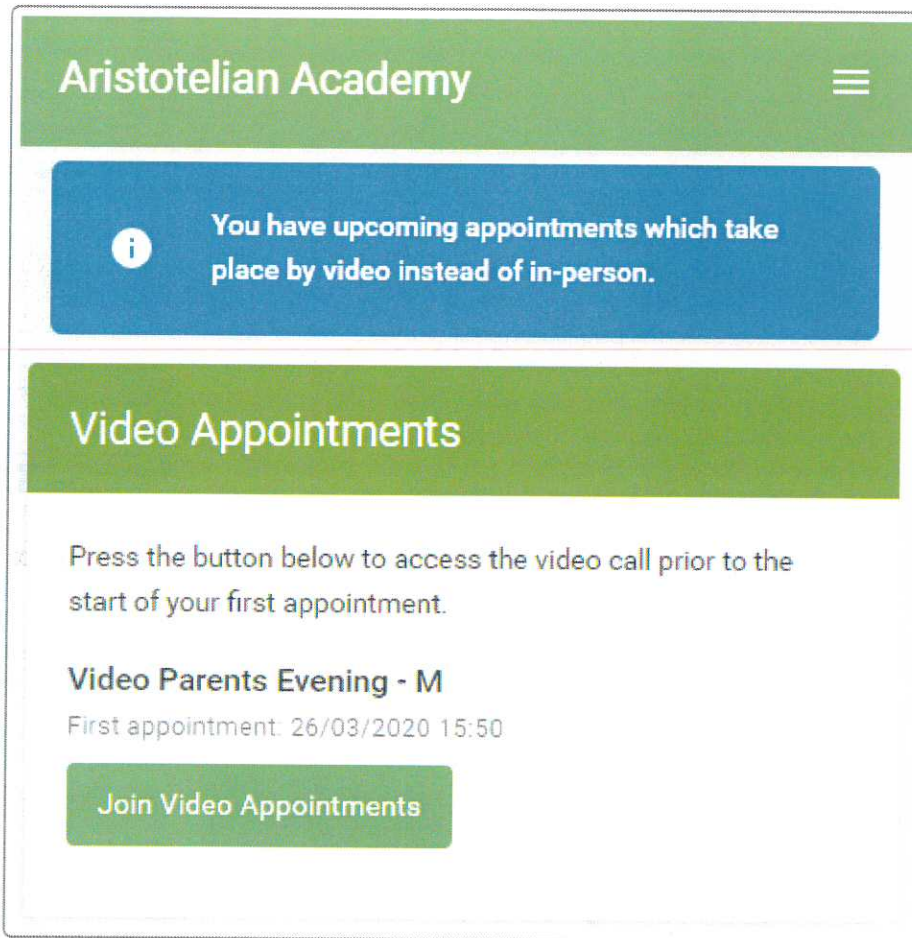 Aristotelian Academy
You have upcoming appointments which take
place by video instead of in-person.
Video Appointments
Press the button below to access the video call prior to the
start of your first appointment.
Video Parents Evening - M
First appointment: 26/03/2020 15:50
Join Video Appointments